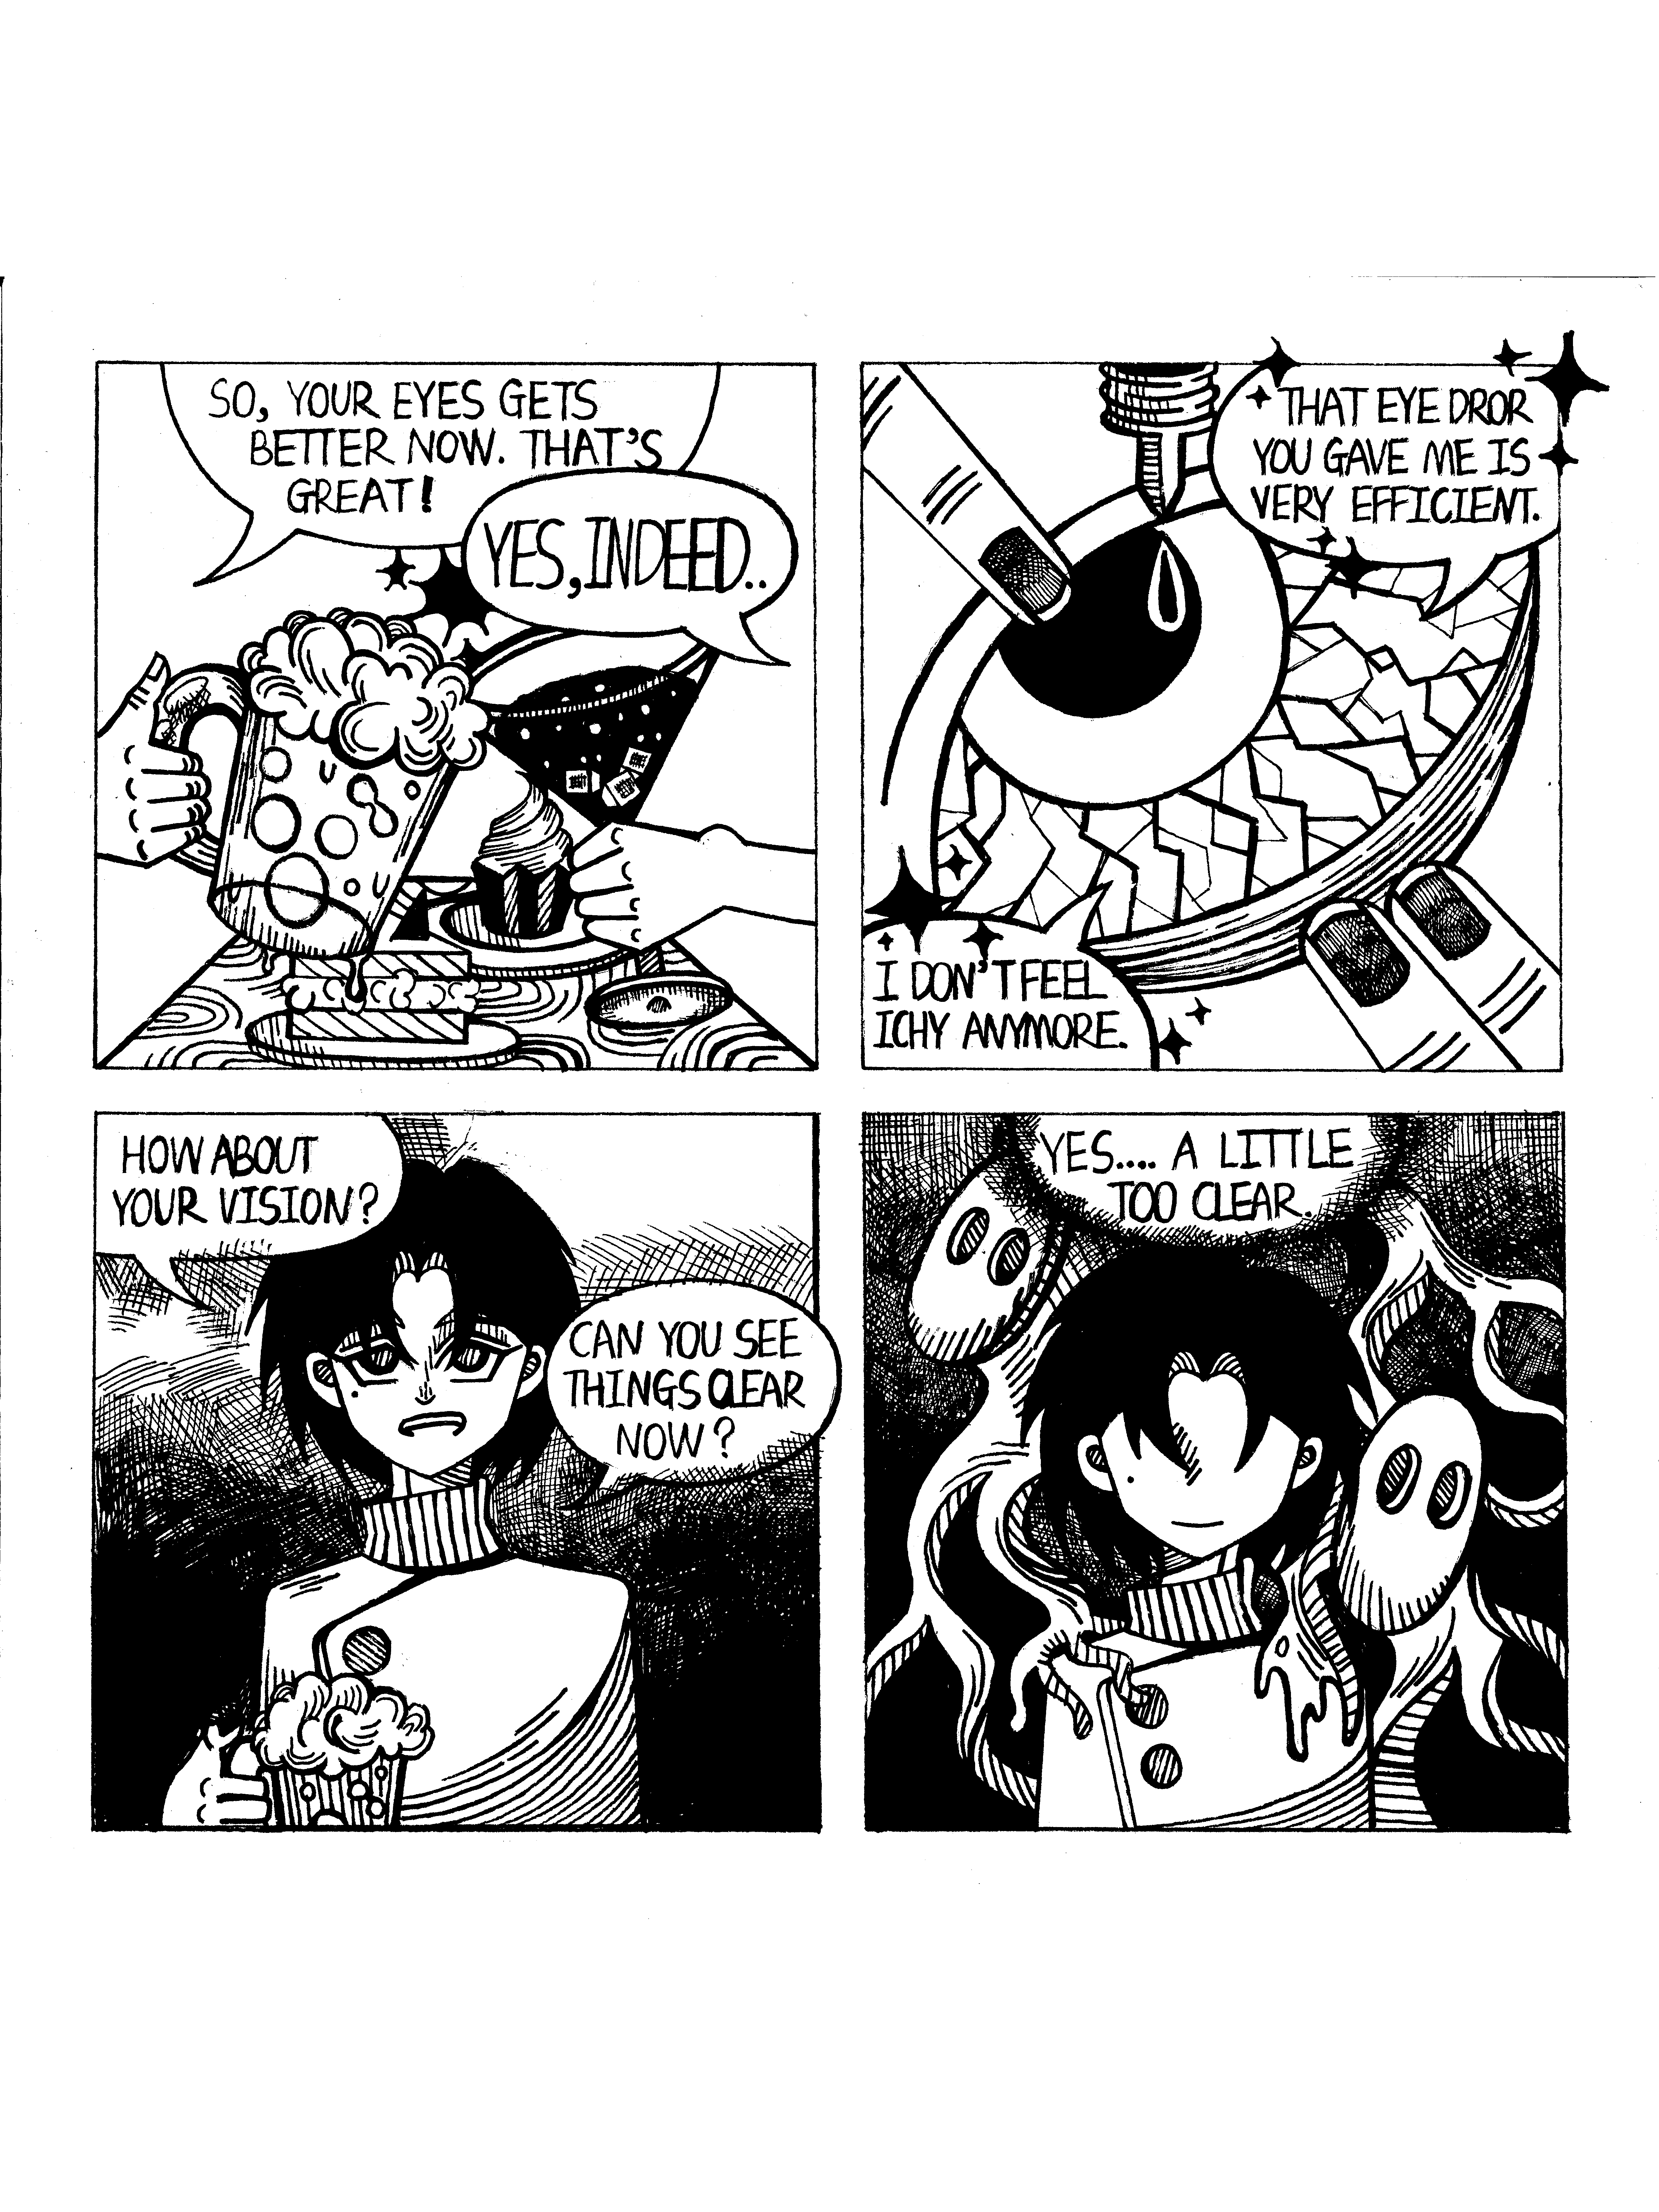 SO, YOUR EYES GETS
BETTER NOW. THAT'S
GREAT!
YES, INDEED..
THAT EYE DROR
YOU GAVE ME IS
VERY EFFICIENT.
I DON'T FEEL
ICHY ANYMORE.
HOW ABOUT
YOUR VISION?
CAN YOU SEE
THINGS CLEAR
NOW?
YES.... A LITTLE
TOO CLEAR.